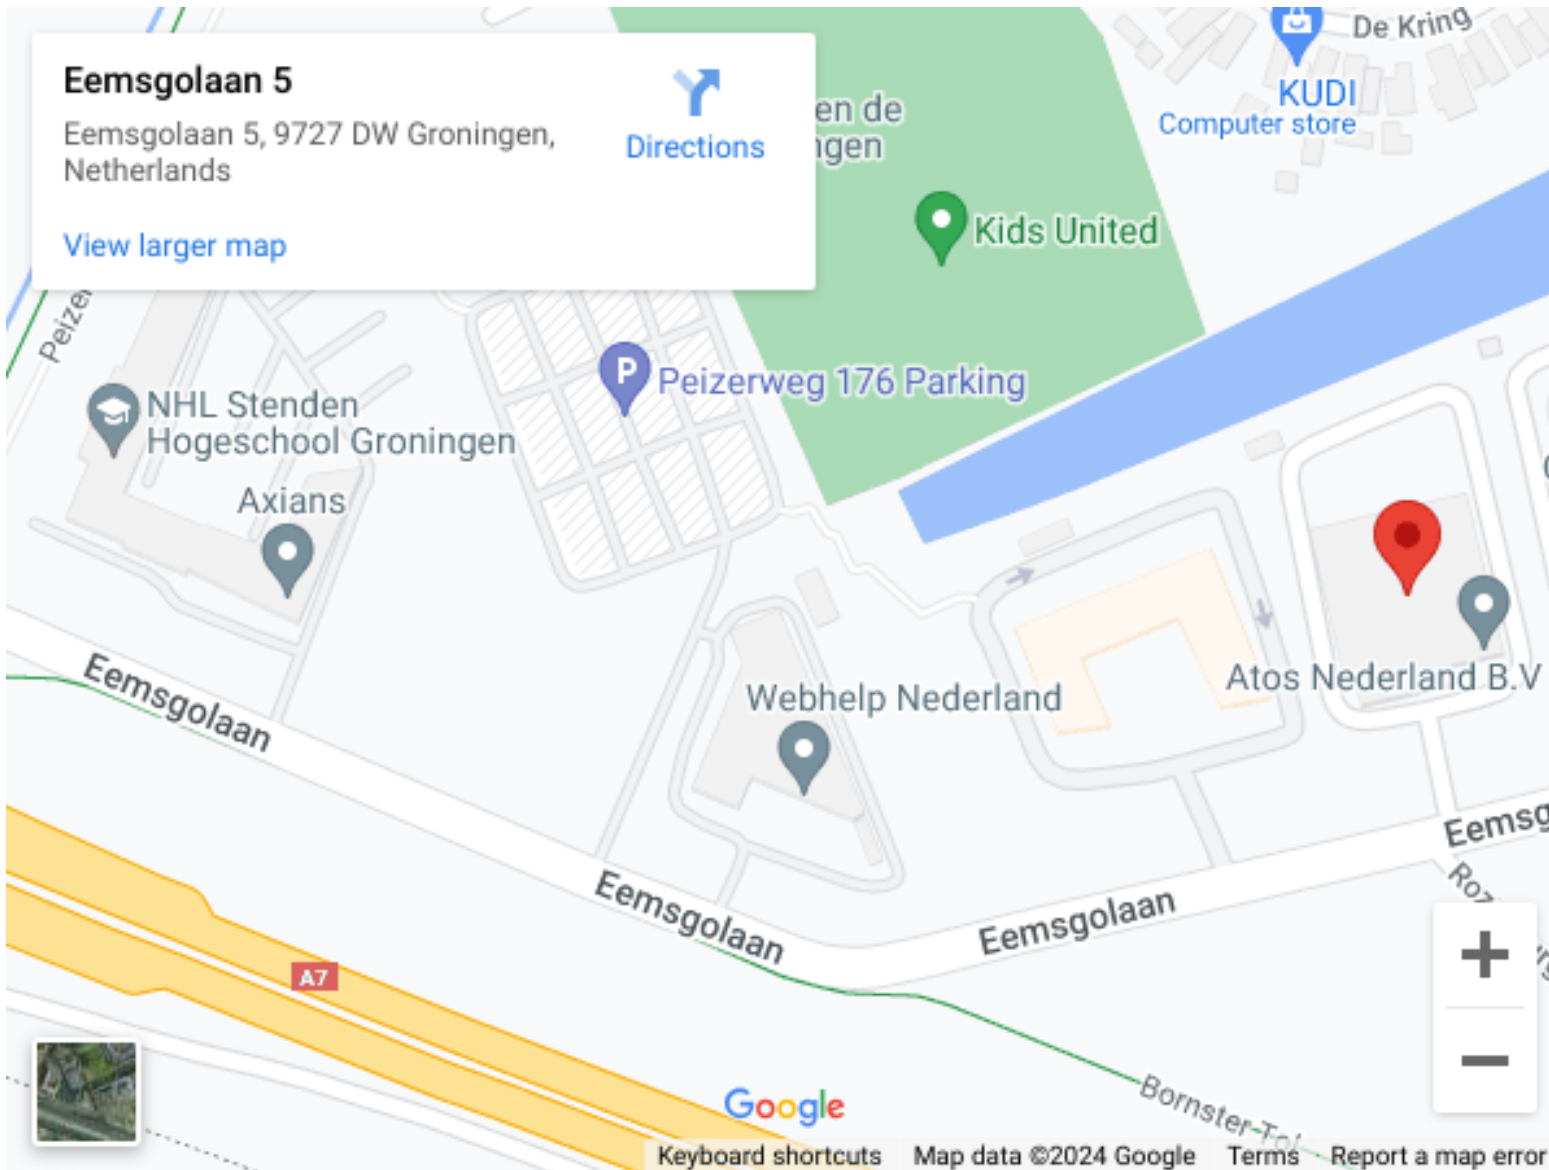 De Kring
KUDI
Computer store
Eemsgolaan 5
Eemsgolaan 5, 9727 DW Groningen,
Netherlands
Directions
View larger map
en de
Kids United
P
Peizerweg 176 Parking
NHL Stenden
Hogeschool Groningen
Axians
Webhelp Nederland
Atos Nederland B.V
Eemsgolaan
Eemsgolaan
Eemsgolaan
A7
+
−
Google
Keyboard shortcuts
Map data ©2024 Google
Terms
Report a map error